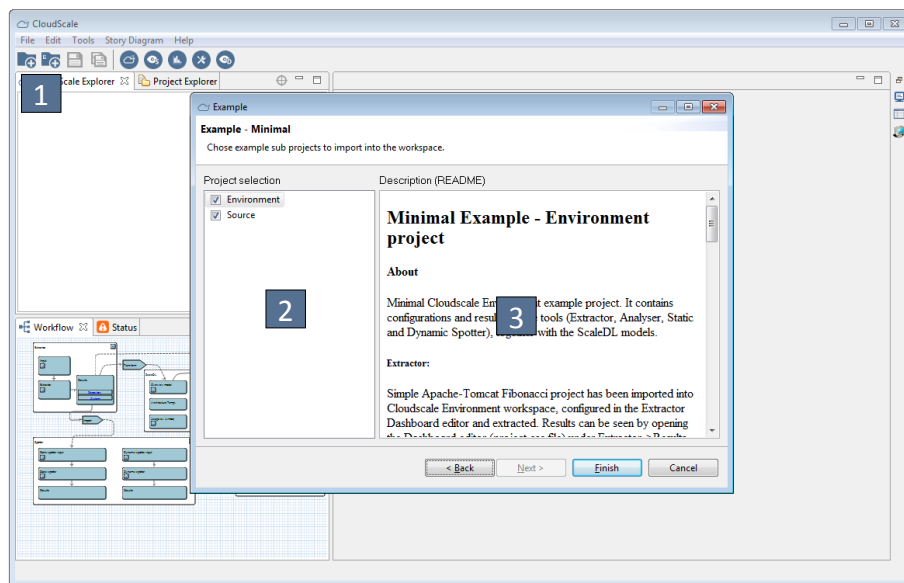 CloudScale
File Edit Tools Story Diagram Help
1
Scale Explorer
Project Explorer
Example
Example - Minimal
Chose example sub projects to import into the workspace.
Project selection
Environment
Source
2
Description (README)
Minimal Example - Environment
project
About
Minimal Cloudscale En t example project. It contains
configurations and resul tools (Extractor, Analyser, Static
and Dynamic Spotter), with the ScaleDL models.
3
Extractor:
Simple Apache-Tomcat Fibonacci project has been imported into
Cloudscale Environment workspace, configured in the Extractor
Dashboard editor and extracted. Results can be seen by opening
< Back
Next >
Finish
Cancel
Workflow
Status